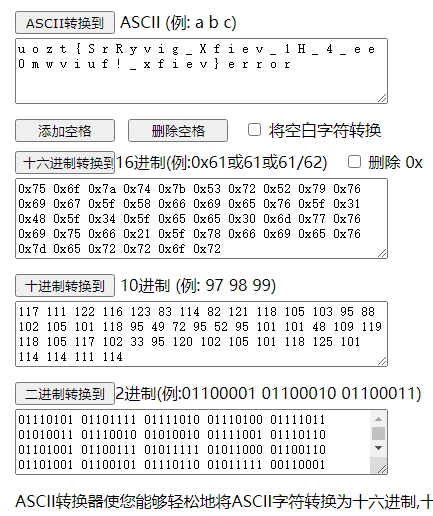 ASCII转换到 ASCII (例: a b c)
u o z t { S r R y v i g _ X f i e v _ 1 H _ 4 _ e e
0 m w v i u f ! _ x f i e v } e r r o r
添加空格 删除空格 将空白字符转换
十六进制转换到 16进制(例:0x61或61或61/62) 删除 0x
0x75 0x6f 0x7a 0x74 0x7b 0x53 0x72 0x52 0x79 0x76
0x69 0x67 0x5f 0x58 0x66 0x69 0x65 0x76 0x5f 0x31
0x48 0x5f 0x34 0x5f 0x65 0x65 0x30 0x6d 0x77 0x76
0x69 0x75 0x66 0x21 0x5f 0x78 0x66 0x69 0x65 0x76
0x7d 0x65 0x72 0x72 0x6f 0x72
十进制转换到 10进制 (例: 97 98 99)
117 111 122 116 123 83 114 82 121 118 105 103 95 88
102 105 101 118 95 49 72 95 52 95 101 101 48 109 119
118 105 117 102 33 95 120 102 105 101 118 125 101
114 114 111 114
二进制转换到 2进制(例:01100001 01100010 01100011)
01110101 01101111 01111010 01110100 01111011
01010011 01110010 01010010 01111001 01110110
01101001 01100111 01011111 01011000 01100110
01101001 01100101 01110110 01011111 00110001
ASCII转换器使您能够轻松地将ASCII字符转换为十六进制,十